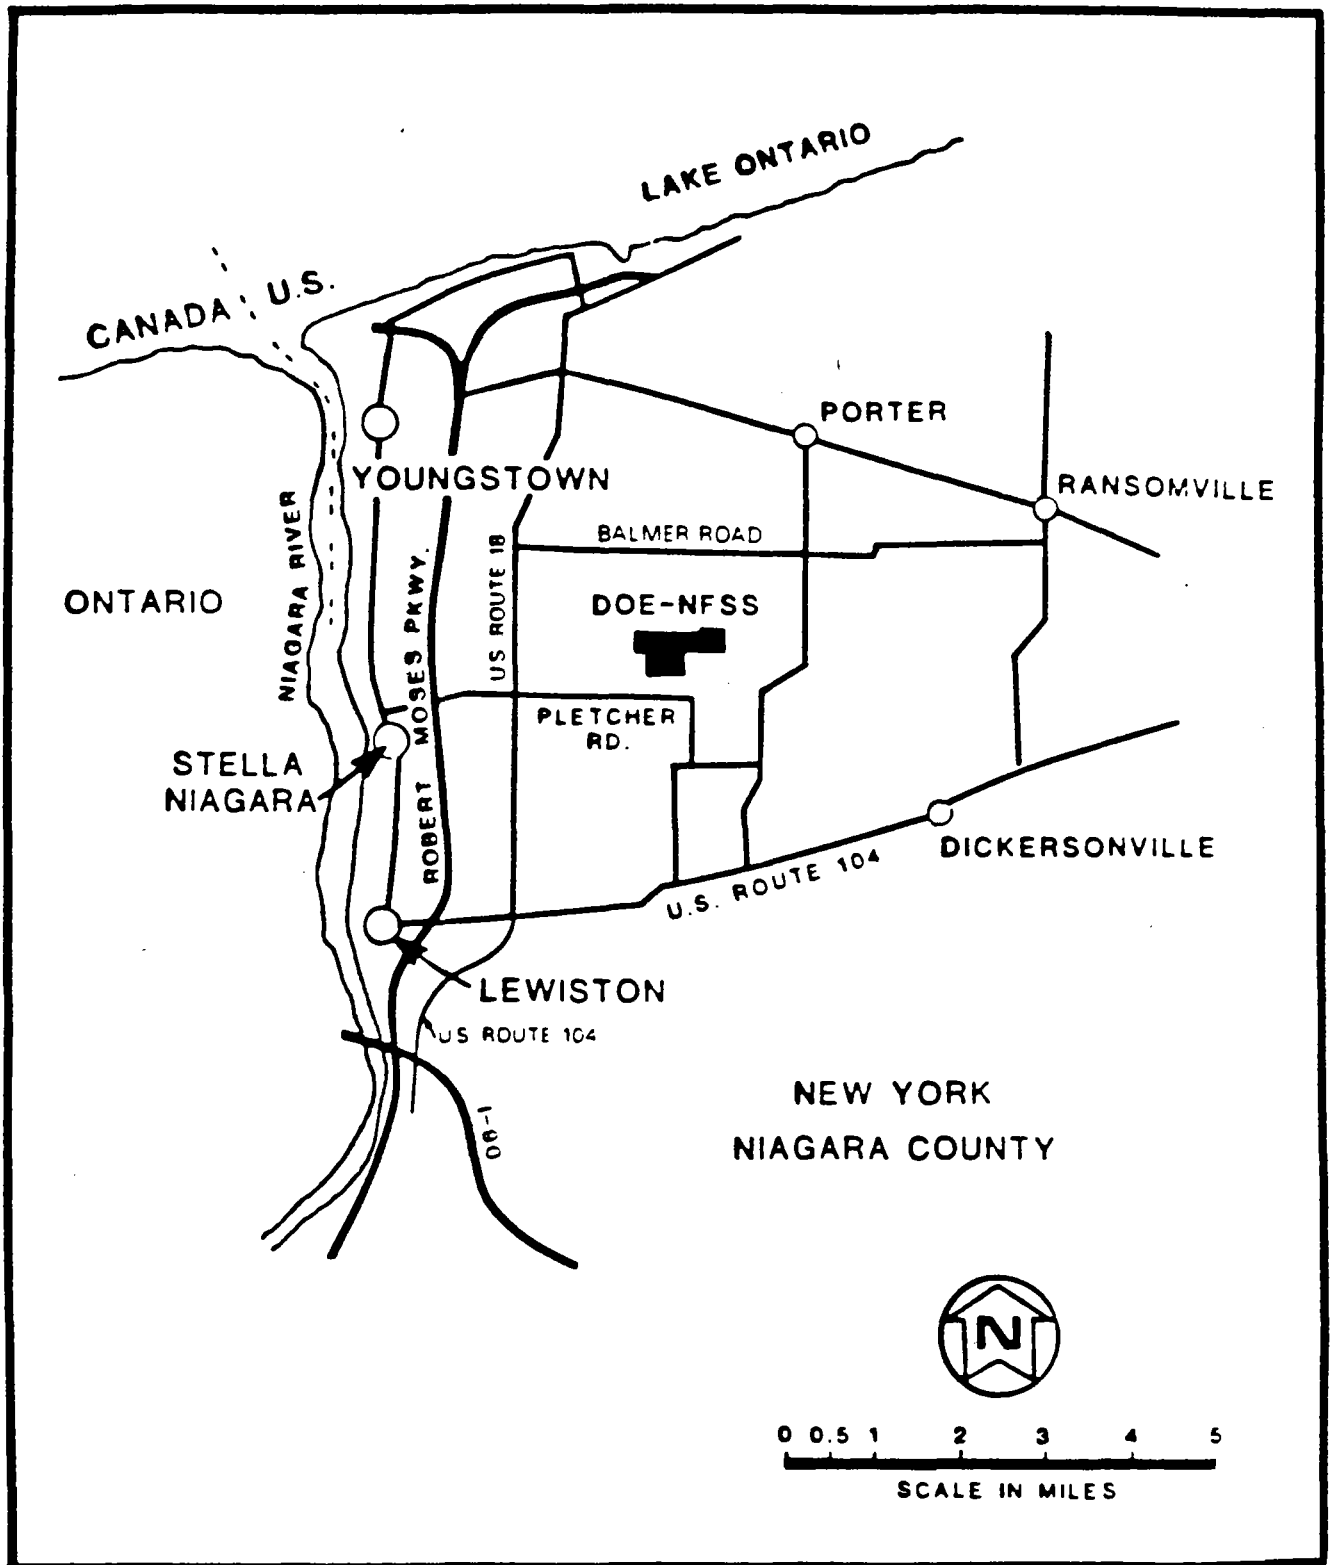 LAKE ONTARIO
CANADA
U.S.
PORTER
YOUNGSTOWN
RANSOMVILLE
BALMER ROAD
NIAGARA RIVER
US ROUTE 18
ONTARIO
DOE-NFSS
ROBERT MOSES PKWY.
PLETCHER
RD.
STELLA
NIAGARA
DICKERSONVILLE
U.S. ROUTE 104
LEWISTON
US ROUTE 104
I-90
NEW YORK
NIAGARA COUNTY
N
0 0.5 1 2 3 4 5
SCALE IN MILES